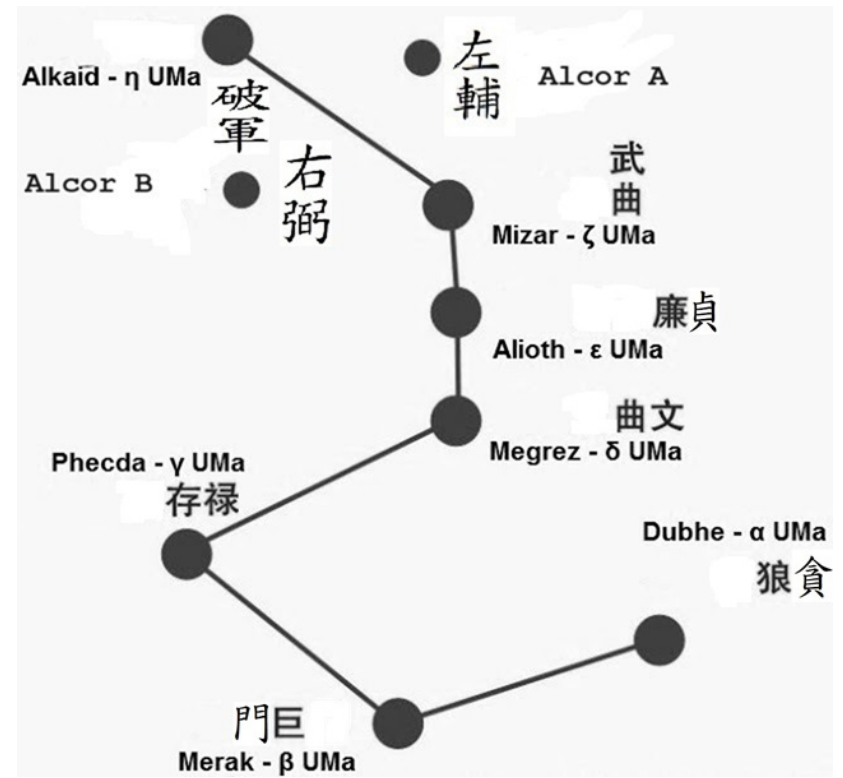 Alkaid - η UMa
破軍
左輔
Alcor A
Alcor B
右弼
武曲
Mizar - ζ UMa
廉貞
Alioth - ε UMa
曲文
Megrez - δ UMa
Phecda - γ UMa
存禄
Dubhe - α UMa
狼貪
門巨
Merak - β UMa